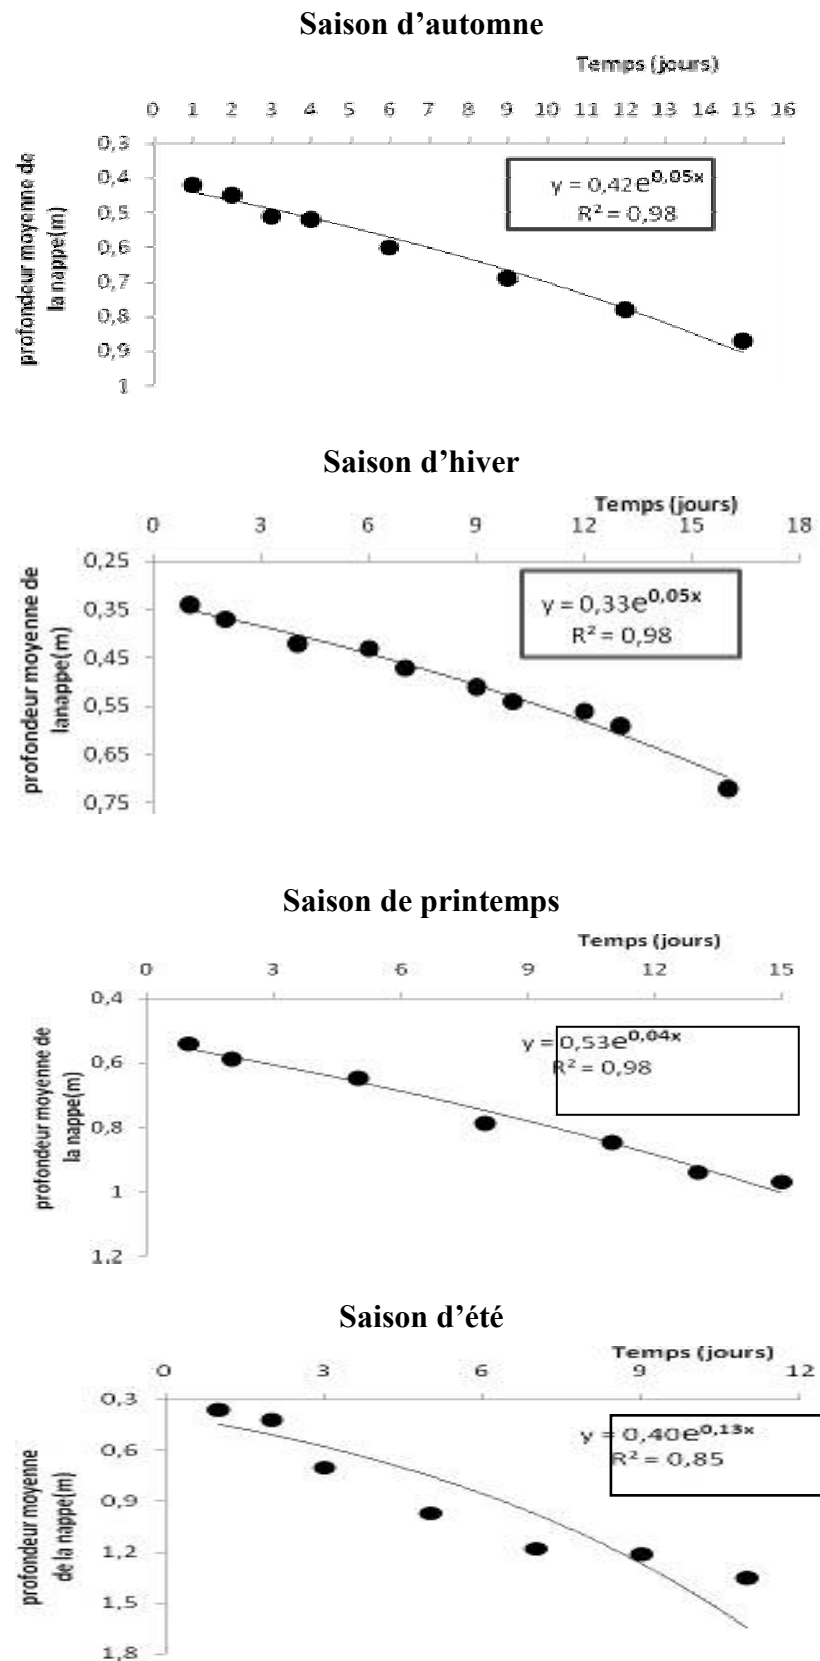 Saison d'automne
Temps (jours)
0 1 2 3 4 5 6 7 8 9 10 11 12 13 14 15 16
profondeur moyenne de
la nappe(m)
0,3
0,4
0,5
0,6
0,7
0,8
0,9
1
y = 0,42e^0,05x
R² = 0,98
Saison d'hiver
Temps (jours)
0 3 6 9 12 15 18
profondeur moyenne de
lanappe(m)
0,25
0,35
0,45
0,55
0,65
0,75
y = 0,33e^0,05x
R² = 0,98
Saison de printemps
Temps (jours)
0 3 6 9 12 15
profondeur moyenne de
la nappe(m)
0,4
0,6
0,8
1
1,2
y = 0,53e^0,04x
R² = 0,98
Saison d'été
Temps (jours)
0 3 6 9 12
profondeur moyenne
de la nappe(m)
0,3
0,6
0,9
1,2
1,5
1,8
y = 0,40e^0,13x
R² = 0,85